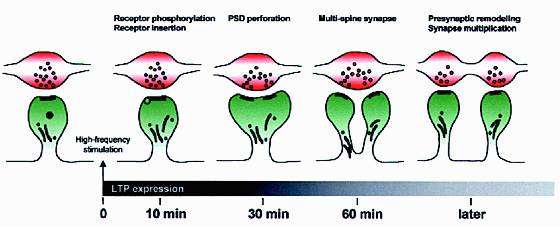 Receptor phosphorylation
Receptor insertion
PSD perforation
Multi-spine synapse
Presynaptic remodeling
Synapse multiplication
High-frequency
stimulation
LTP expression
0
10 min
30 min
60 min
later